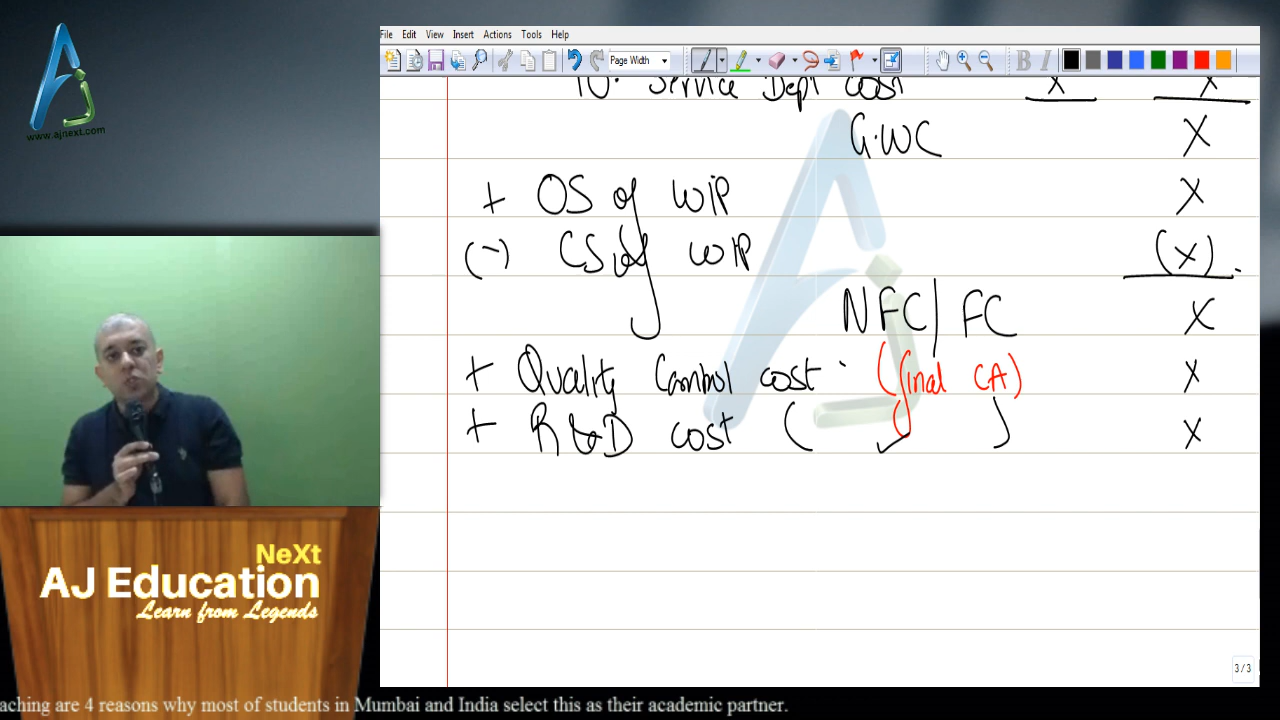 File Edit View Insert Actions Tools Help
Page Width
B I
10. Service Dept cost X X
G.WC X
+ OS of WIP X
(-) CS of WIP (X)
NFC | FC X
+ Quality Control cost (final CA) X
+ R & D cost ( ✓ ) X
3/3
www.ajnext.com
NeXt
AJ Education
Learn from Legends
aching are 4 reasons why most of students in Mumbai and India select this as their academic partner.